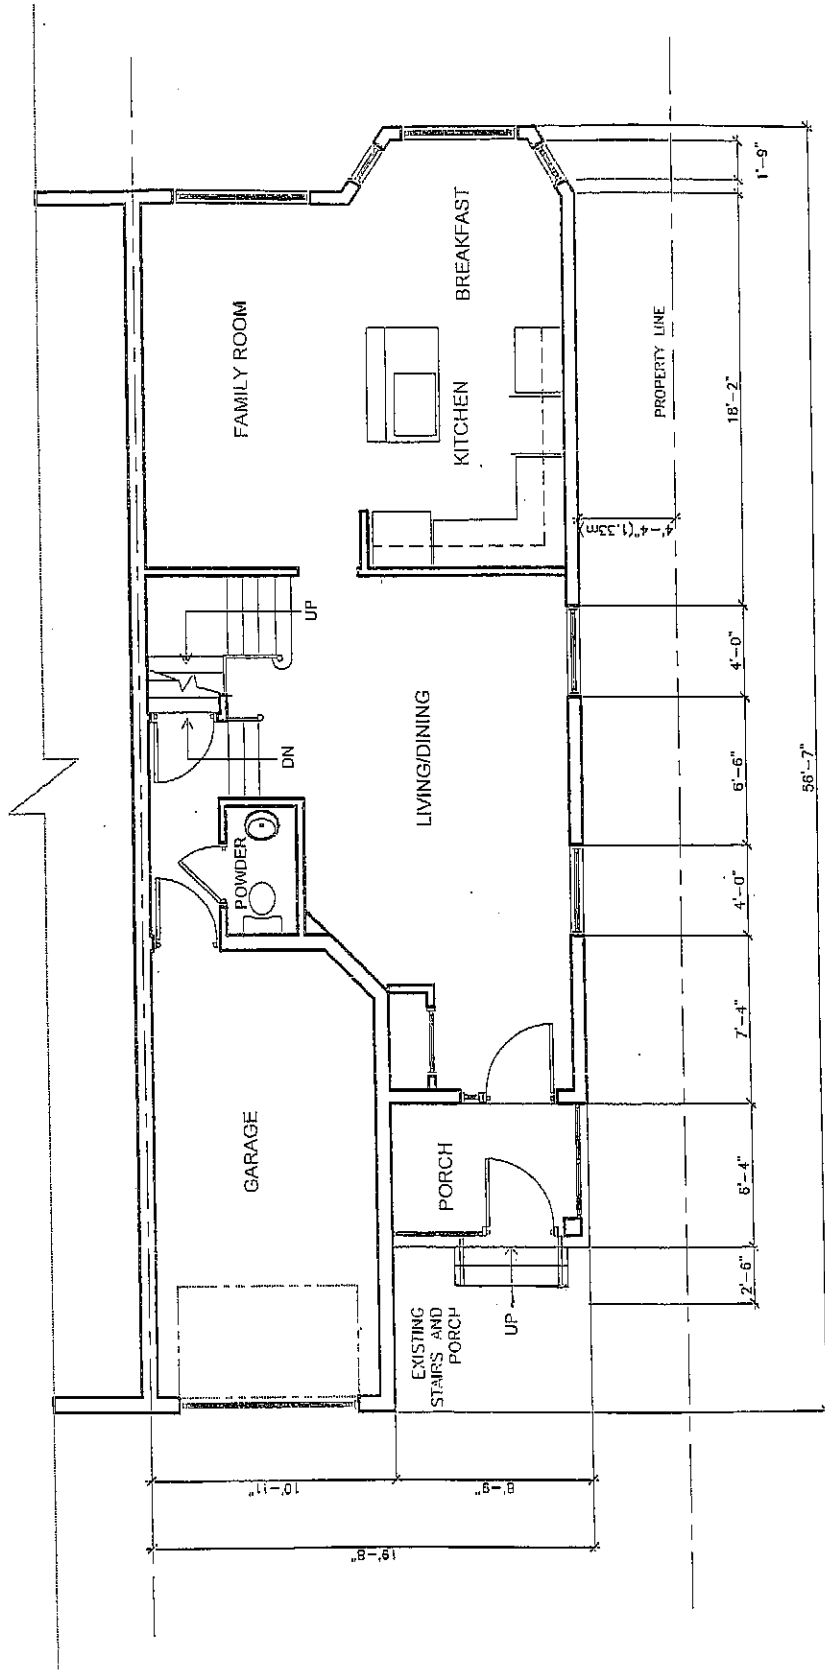 FAMILY ROOM
BREAKFAST
KITCHEN
UP
DN
LIVING/DINING
POWDER
GARAGE
PORCH
EXISTING
STAIRS AND
PORCH
UP
PROPERTY LINE
4'-4"(1.33m)
1'-9"
18'-2"
4'-0"
6'-6"
4'-0"
7'-4"
6'-4"
2'-6"
56'-7"
10'-11"
8'-9"
19'-8"